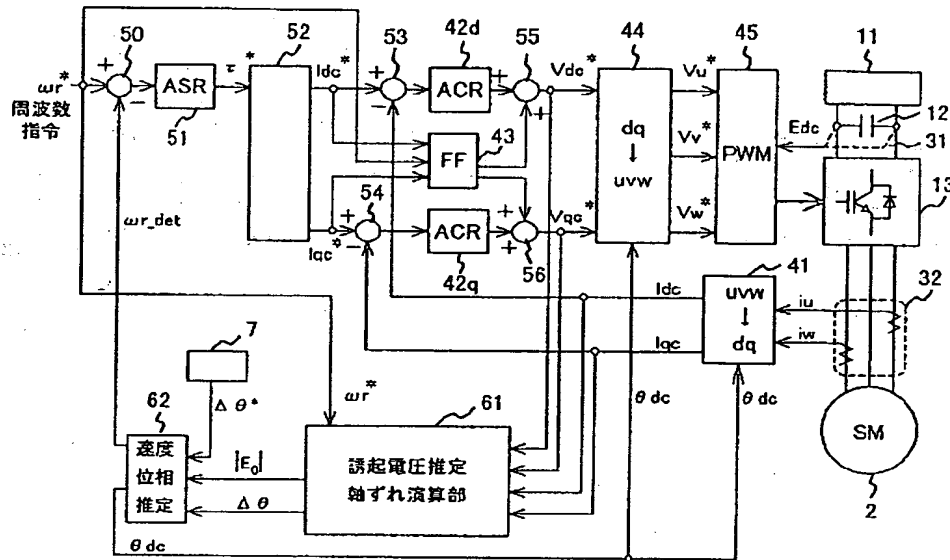 50
51
52
53
42d
55
44
45
11
ωr*
周波数
指令
+
−
ASR
τ*
Idc*
Iqc*
+
−
ACR
+
+
Vdc*
dq
↓
uvw
Vu*
Vv*
Vw*
PWM
Edc
12
31
13
FF
43
54
+
−
ACR
42q
+
+
56
Vqc*
ωr_det
Idc
Iqc
41
uvw
↓
dq
iu
iw
32
7
Δθ*
ωr*
61
θdc
θdc
SM
2
62
速度
位相
推定
|E₀|
Δθ
誘起電圧推定
軸ずれ演算部
θdc